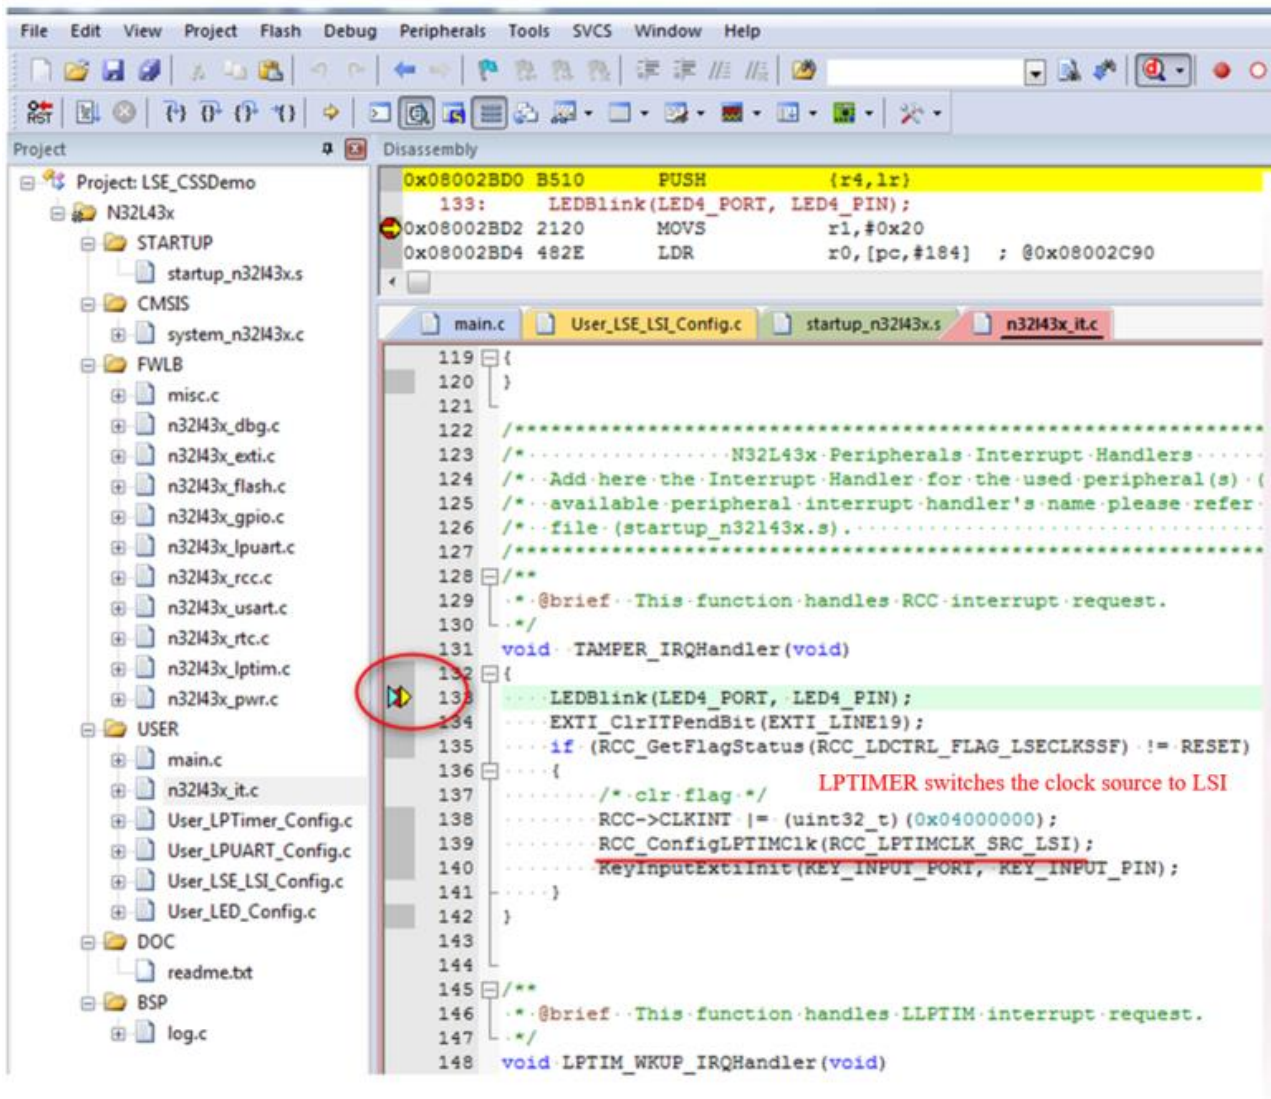 File Edit View Project Flash Debug Peripherals Tools SVCS Window Help
RST
Project
Disassembly
Project: LSE_CSSDemo
N32L43x
STARTUP
startup_n32l43x.s
CMSIS
system_n32l43x.c
FWLB
misc.c
n32l43x_dbg.c
n32l43x_exti.c
n32l43x_flash.c
n32l43x_gpio.c
n32l43x_lpuart.c
n32l43x_rcc.c
n32l43x_usart.c
n32l43x_rtc.c
n32l43x_lptim.c
n32l43x_pwr.c
USER
main.c
n32l43x_it.c
User_LPTimer_Config.c
User_LPUART_Config.c
User_LSE_LSI_Config.c
User_LED_Config.c
DOC
readme.txt
BSP
log.c
0x08002BD0 B510 PUSH {r4,lr}
133: LEDBlink(LED4_PORT, LED4_PIN);
0x08002BD2 2120 MOVS r1,#0x20
0x08002BD4 482E LDR r0,[pc,#184] ; @0x08002C90
main.c User_LSE_LSI_Config.c startup_n32l43x.s n32l43x_it.c
119 {
120 }
121
122 /*****************************************************************
123 /* N32L43x Peripherals Interrupt Handlers
124 /* Add here the Interrupt Handler for the used peripheral(s) (
125 /* available peripheral interrupt handler's name please refer
126 /* file (startup_n32l43x.s).
127 /*****************************************************************
128 /**
129 * @brief This function handles RCC interrupt request.
130 */
131 void TAMPER_IRQHandler(void)
132 {
133 LEDBlink(LED4_PORT, LED4_PIN);
134 EXTI_ClrITPendBit(EXTI_LINE19);
135 if (RCC_GetFlagStatus(RCC_LDCTRL_FLAG_LSECLKSSF) != RESET)
136 {
LPTIMER switches the clock source to LSI
137 /* clr flag */
138 RCC->CLKINT |= (uint32_t)(0x04000000);
139 RCC_ConfigLPTIMClk(RCC_LPTIMCLK_SRC_LSI);
140 KeyInputExtiInit(KEY_INPUT_PORT, KEY_INPUT_PIN);
141 }
142 }
143
144
145 /**
146 * @brief This function handles LLPTIM interrupt request.
147 */
148 void LPTIM_WKUP_IRQHandler(void)